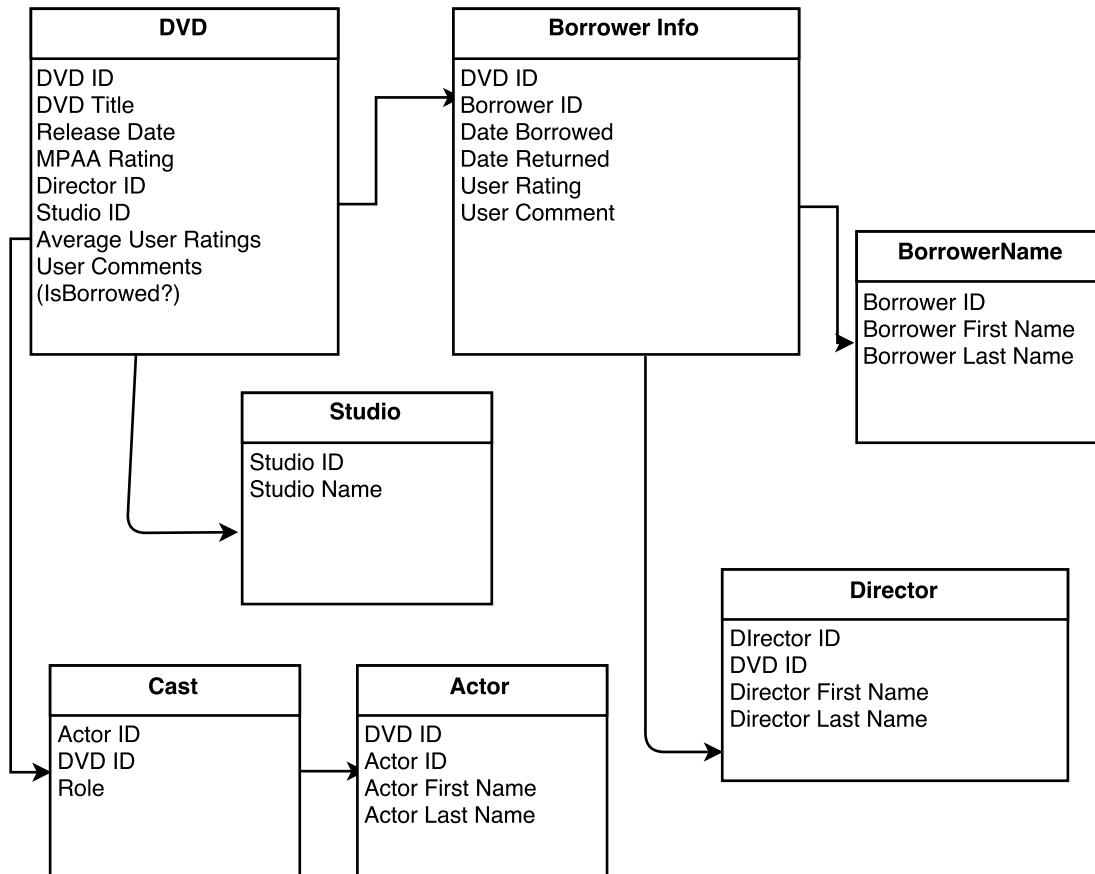 DVD
DVD ID
DVD Title
Release Date
MPAA Rating
Director ID
Studio ID
Average User Ratings
User Comments
(IsBorrowed?)
Borrower Info
DVD ID
Borrower ID
Date Borrowed
Date Returned
User Rating
User Comment
BorrowerName
Borrower ID
Borrower First Name
Borrower Last Name
Studio
Studio ID
Studio Name
Director
DIrector ID
DVD ID
Director First Name
Director Last Name
Cast
Actor ID
DVD ID
Role
Actor
DVD ID
Actor ID
Actor First Name
Actor Last Name